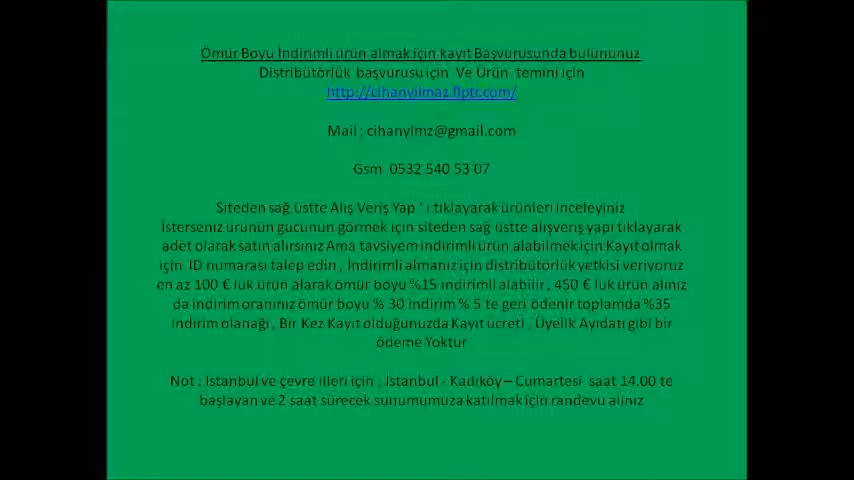 Ömür Boyu İndirimli ürün almak için kayıt Başvurusunda bulununuz
Distribütörlük başvurusu için Ve Ürün temini için
http://cihanyilmaz.flptr.com/
Mail ; cihanylmz@gmail.com
Gsm 0532 540 53 07
Siteden sağ üstte Alış Veriş Yap ' ı tıklayarak ürünleri inceleyiniz
İsterseniz ürünün gücünün görmek için siteden sağ üstte alışveriş yapı tıklayarak
adet olarak satın alırsınız Ama tavsiyem indirimli ürün alabilmek için Kayıt olmak
için ID numarası talep edin , İndirimli almanız için distribütörlük yetkisi veriyoruz
en az 100 € luk ürün alarak ömür boyu %15 indirimli alabilir , 450 € luk ürün alınız
da indirim oranınız ömür boyu % 30 indirim % 5 te geri ödenir toplamda %35
indirim olanağı , Bir Kez Kayıt olduğunuzda Kayıt ücreti , Üyelik Ayidatı gibi bir
ödeme Yoktur
Not ; İstanbul ve çevre illeri için , İstanbul - Kadıköy – Cumartesi saat 14.00 te
başlayan ve 2 saat sürecek sunumumuza katılmak için randevu alınız